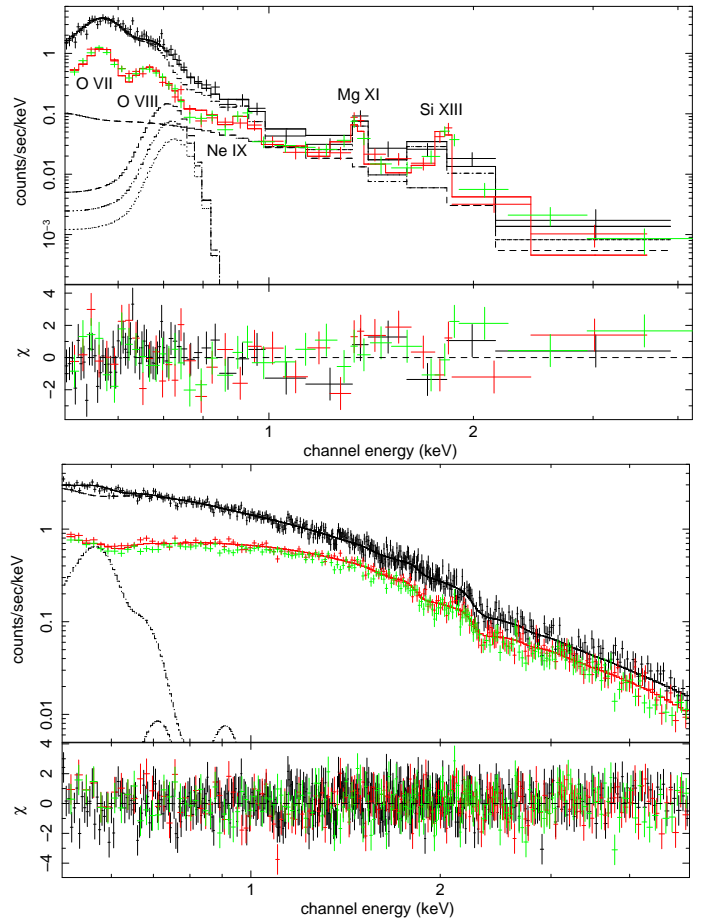 1
0.1
0.01
10⁻³
counts/sec/keV
O VII
O VIII
Ne IX
Mg XI
Si XIII
4
2
0
−2
χ
1 2
channel energy (keV)
1
0.1
0.01
counts/sec/keV
4
2
0
−2
−4
χ
1 2
channel energy (keV)